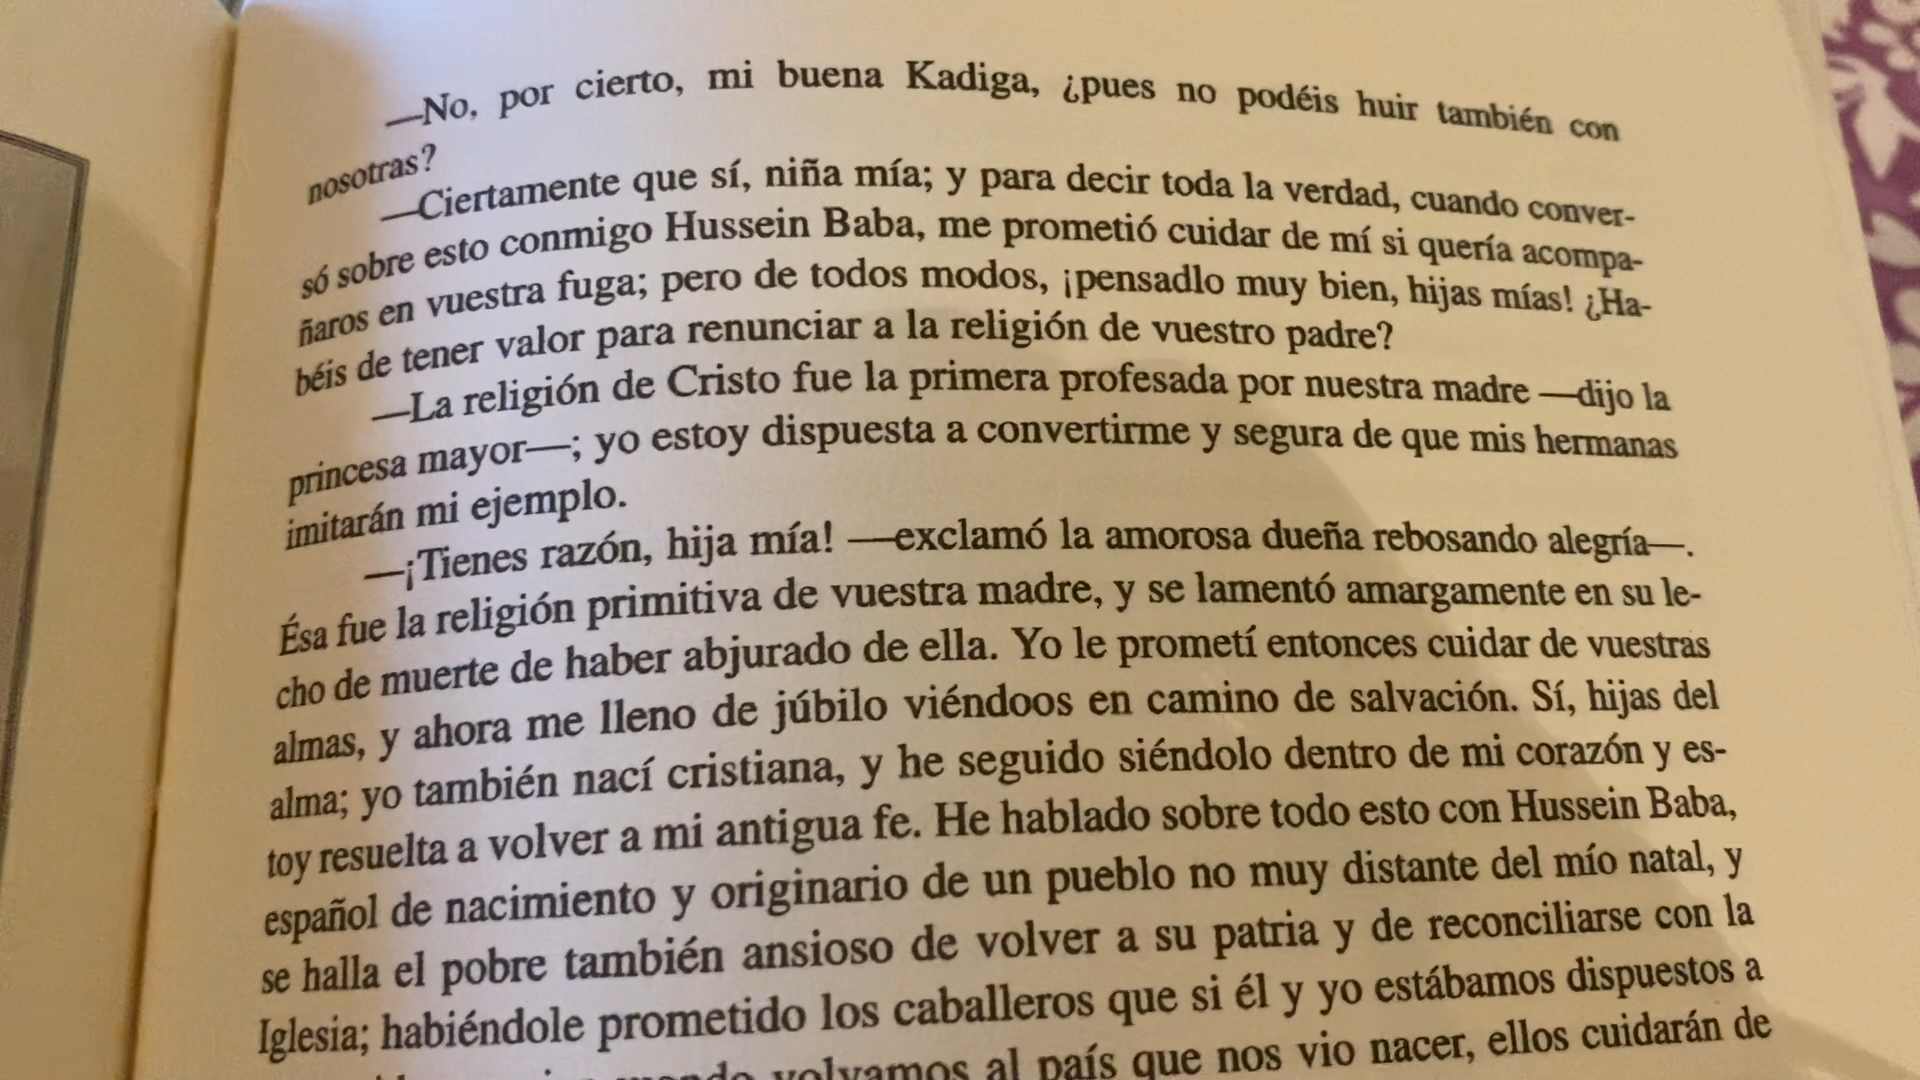 —No, por cierto, mi buena Kadiga, ¿pues no podéis huir también con
nosotras?
—Ciertamente que sí, niña mía; y para decir toda la verdad, cuando conver-
só sobre esto conmigo Hussein Baba, me prometió cuidar de mí si quería acompa-
ñaros en vuestra fuga; pero de todos modos, ¡pensadlo muy bien, hijas mías! ¿Ha-
béis de tener valor para renunciar a la religión de vuestro padre?
—La religión de Cristo fue la primera profesada por nuestra madre —dijo la
princesa mayor—; yo estoy dispuesta a convertirme y segura de que mis hermanas
imitarán mi ejemplo.
—¡Tienes razón, hija mía! —exclamó la amorosa dueña rebosando alegría—.
Ésa fue la religión primitiva de vuestra madre, y se lamentó amargamente en su le-
cho de muerte de haber abjurado de ella. Yo le prometí entonces cuidar de vuestras
almas, y ahora me lleno de júbilo viéndoos en camino de salvación. Sí, hijas del
alma; yo también nací cristiana, y he seguido siéndolo dentro de mi corazón y es-
toy resuelta a volver a mi antigua fe. He hablado sobre todo esto con Hussein Baba,
español de nacimiento y originario de un pueblo no muy distante del mío natal, y
se halla el pobre también ansioso de volver a su patria y de reconciliarse con la
Iglesia; habiéndole prometido los caballeros que si él y yo estábamos dispuestos a
volvamos al país que nos vio nacer, ellos cuidarán de